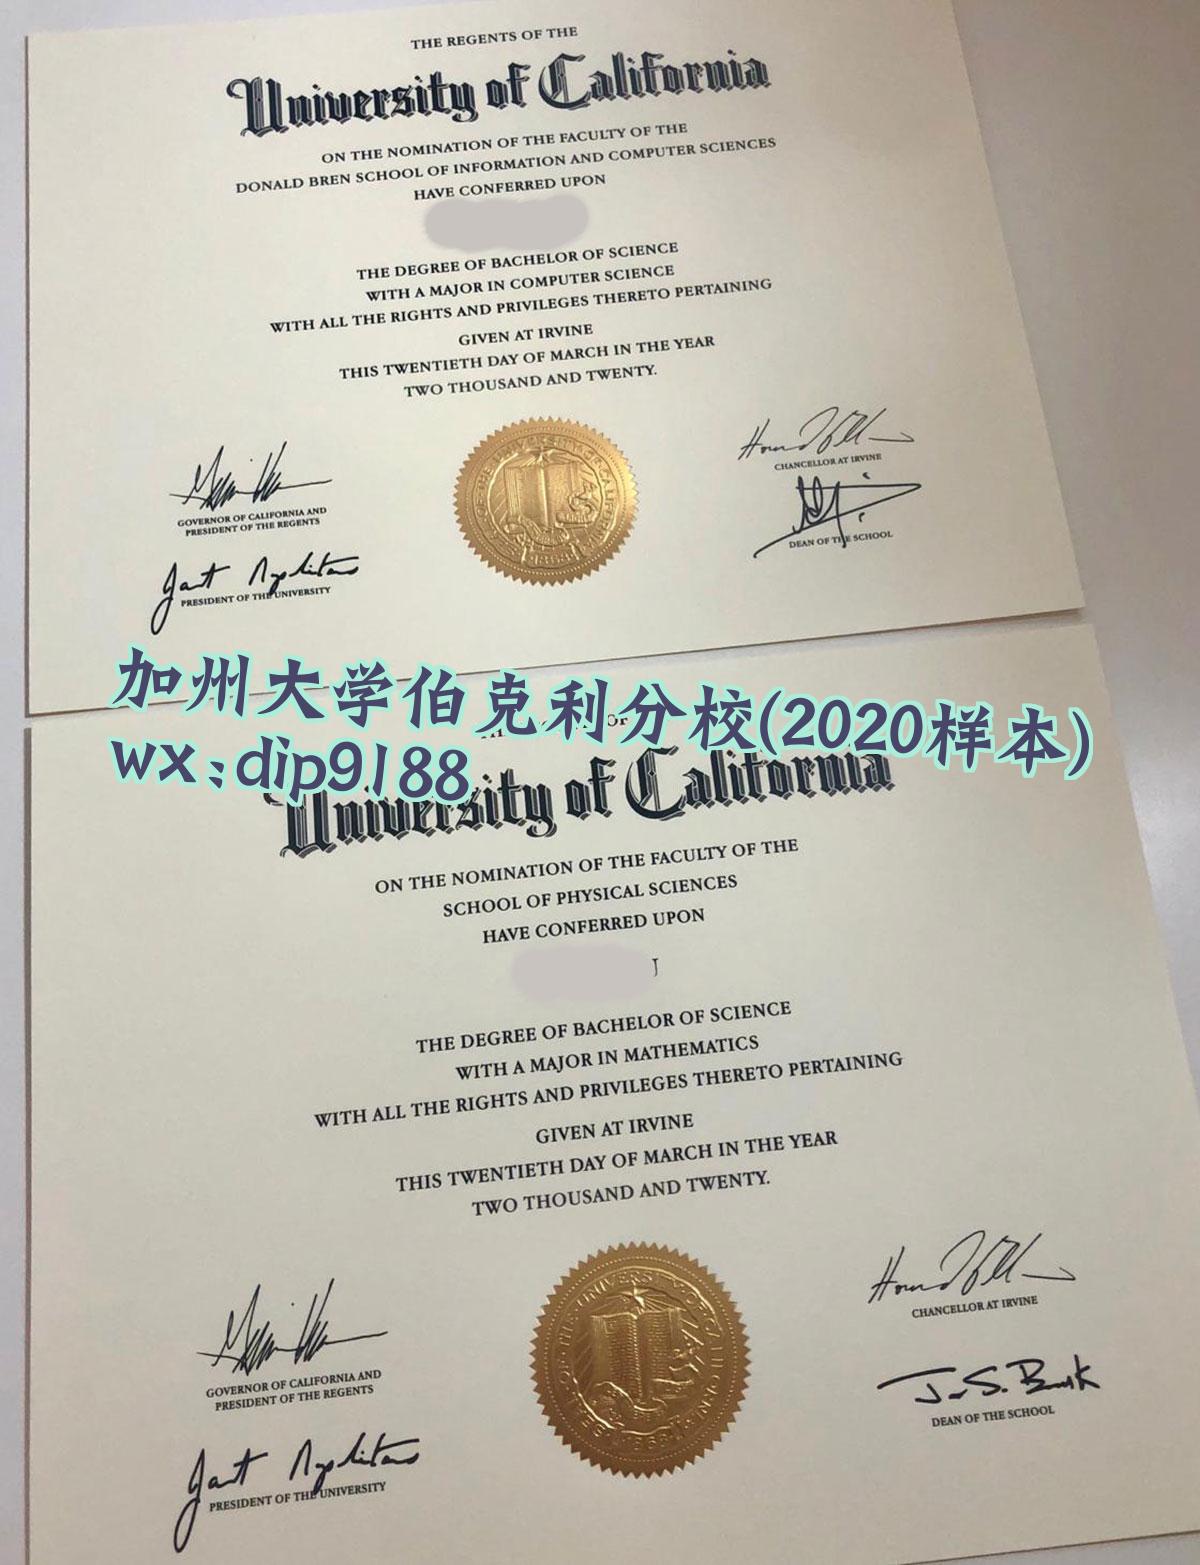 THE REGENTS OF THE
University of California
ON THE NOMINATION OF THE FACULTY OF THE
DONALD BREN SCHOOL OF INFORMATION AND COMPUTER SCIENCES
HAVE CONFERRED UPON
THE DEGREE OF BACHELOR OF SCIENCE
WITH A MAJOR IN COMPUTER SCIENCE
WITH ALL THE RIGHTS AND PRIVILEGES THERETO PERTAINING
GIVEN AT IRVINE
THIS TWENTIETH DAY OF MARCH IN THE YEAR
TWO THOUSAND AND TWENTY.
GOVERNOR OF CALIFORNIA AND
PRESIDENT OF THE REGENTS
PRESIDENT OF THE UNIVERSITY
CHANCELLOR AT IRVINE
DEAN OF THE SCHOOL
加州大学伯克利分校(2020样本)
wx:dip9188
University of California
ON THE NOMINATION OF THE FACULTY OF THE
SCHOOL OF PHYSICAL SCIENCES
HAVE CONFERRED UPON
J
THE DEGREE OF BACHELOR OF SCIENCE
WITH A MAJOR IN MATHEMATICS
WITH ALL THE RIGHTS AND PRIVILEGES THERETO PERTAINING
GIVEN AT IRVINE
THIS TWENTIETH DAY OF MARCH IN THE YEAR
TWO THOUSAND AND TWENTY.
GOVERNOR OF CALIFORNIA AND
PRESIDENT OF THE REGENTS
PRESIDENT OF THE UNIVERSITY
CHANCELLOR AT IRVINE
DEAN OF THE SCHOOL